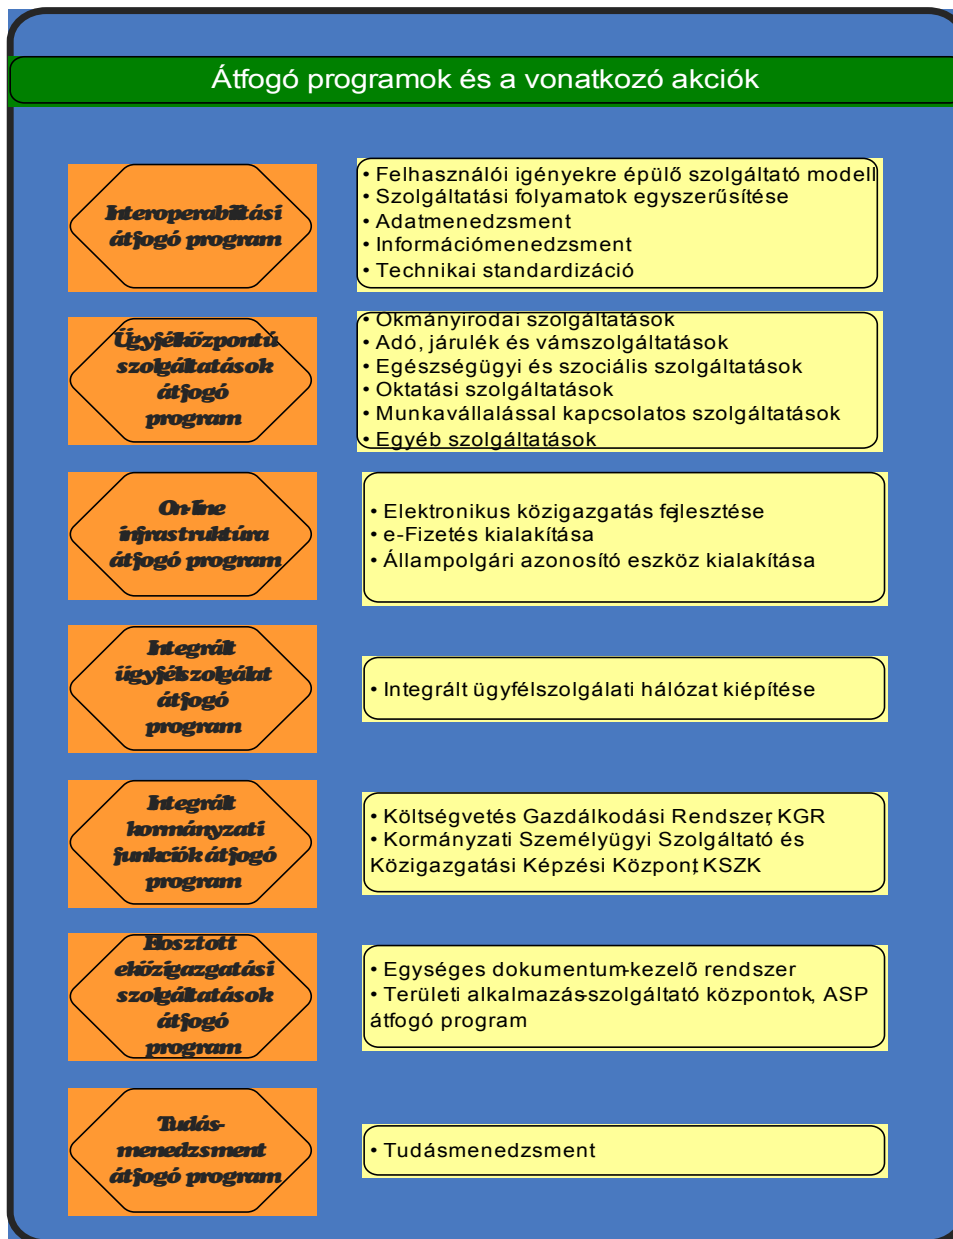 Átfogó programok és a vonatkozó akciók
Interoperabilitási
átfogó program
• Felhasználói igényekre épülő szolgáltató modell
• Szolgáltatási folyamatok egyszerűsítése
• Adatmenedzsment
• Információmenedzsment
• Technikai standardizáció
Ügyfélközpontú
szolgáltatások
átfogó
program
• Okmányirodai szolgáltatások
• Adó, járulék és vámszolgáltatások
• Egészségügyi és szociális szolgáltatások
• Oktatási szolgáltatások
• Munkavállalással kapcsolatos szolgáltatások
• Egyéb szolgáltatások
On-line
infrastruktúra
átfogó program
• Elektronikus közigazgatás fejlesztése
• e-Fizetés kialakítása
• Állampolgári azonosító eszköz kialakítása
Integrált
ügyfélszolgálat
átfogó
program
• Integrált ügyfélszolgálati hálózat kiépítése
Integrált
kormányzati
funkciók átfogó
program
• Költségvetés Gazdálkodási Rendszer, KGR
• Kormányzati Személyügyi Szolgáltató és
Közigazgatási Képzési Központ, KSZK
Elosztott
eközigazgatási
szolgáltatások
átfogó
program
• Egységes dokumentum-kezelõ rendszer
• Területi alkalmazás-szolgáltató központok, ASP
átfogó program
Tudás-
menedzsment
átfogó program
• Tudásmenedzsment